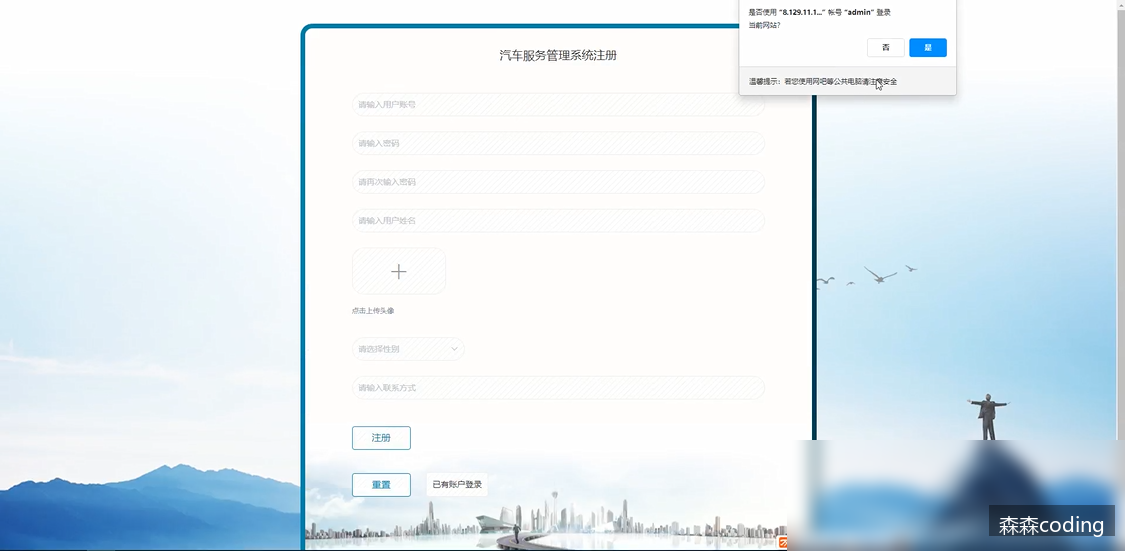 是否使用 “8.129.11.1...” 帐号 “admin” 登录
当前网站？
否
是
温馨提示：若您使用网吧等公共电脑请注意安全
汽车服务管理系统注册
请输入用户账号
请输入密码
请再次输入密码
请输入用户姓名
点击上传头像
请选择性别
请输入联系方式
注册
重置
已有账户登录
森森coding